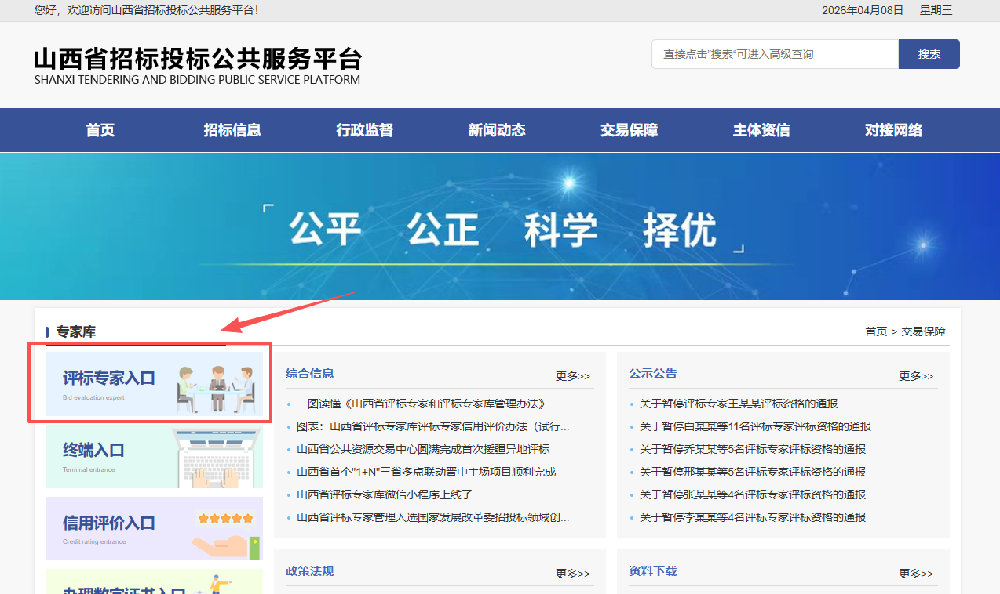 您好，欢迎访问山西省招标投标公共服务平台！
2026年04月08日 星期三
山西省招标投标公共服务平台
SHANXI TENDERING AND BIDDING PUBLIC SERVICE PLATFORM
直接点击"搜索"可进入高级查询
搜索
首页 招标信息 行政监督 新闻动态 交易保障 主体资信 对接网络
「公平 公正 科学 择优」
专家库
首页 > 交易保障
评标专家入口
Bid evaluation expert
终端入口
Terminal entrance
信用评价入口
Credit rating entrance
办理数字证书入口
综合信息
更多>>
一图读懂《山西省评标专家和评标专家库管理办法》
图表：山西省评标专家库评标专家信用评价办法（试行...
山西省公共资源交易中心圆满完成首次援疆异地评标
山西省首个"1+N"三省多点联动晋中主场项目顺利完成
山西省评标专家库微信小程序上线了
山西省评标专家管理入选国家发展改革委招投标领域创...
公示公告
更多>>
关于暂停评标专家王某某评标资格的通报
关于暂停白某某等11名评标专家评标资格的通报
关于暂停乔某某等5名评标专家评标资格的通报
关于暂停邢某某等5名评标专家评标资格的通报
关于暂停张某某等4名评标专家评标资格的通报
关于暂停李某某等4名评标专家评标资格的通报
政策法规
更多>>
资料下载
更多>>